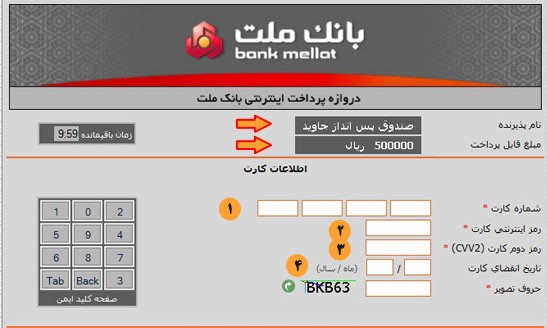 بانک ملت
bank mellat
دروازه پرداخت اینترنتی بانک ملت
نام پذیرنده صندوق پس انداز جاوید
مبلغ قابل پرداخت 500000 ریال
زمان باقیمانده 9:59
اطلاعات کارت
شماره کارت * ۱
رمز اینترنتي کارت * ۲
رمز دوم کارت (CVV2) * ۳
تاریخ انقضاي کارت / (ماه / سال) ۴
حروف تصویر * BKB63
1 0 2
5 9 4
6 8 7
Tab Back 3
صفحه کلید ایمن